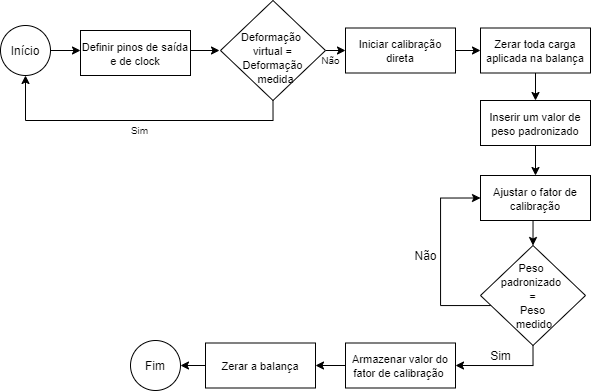 Início
Definir pinos de saída
e de clock
Deformação
virtual =
Deformação
medida
Não
Sim
Iniciar calibração
direta
Zerar toda carga
aplicada na balança
Inserir um valor de
peso padronizado
Ajustar o fator de
calibração
Não
Peso
padronizado
=
Peso
medido
Sim
Armazenar valor do
fator de calibração
Zerar a balança
Fim